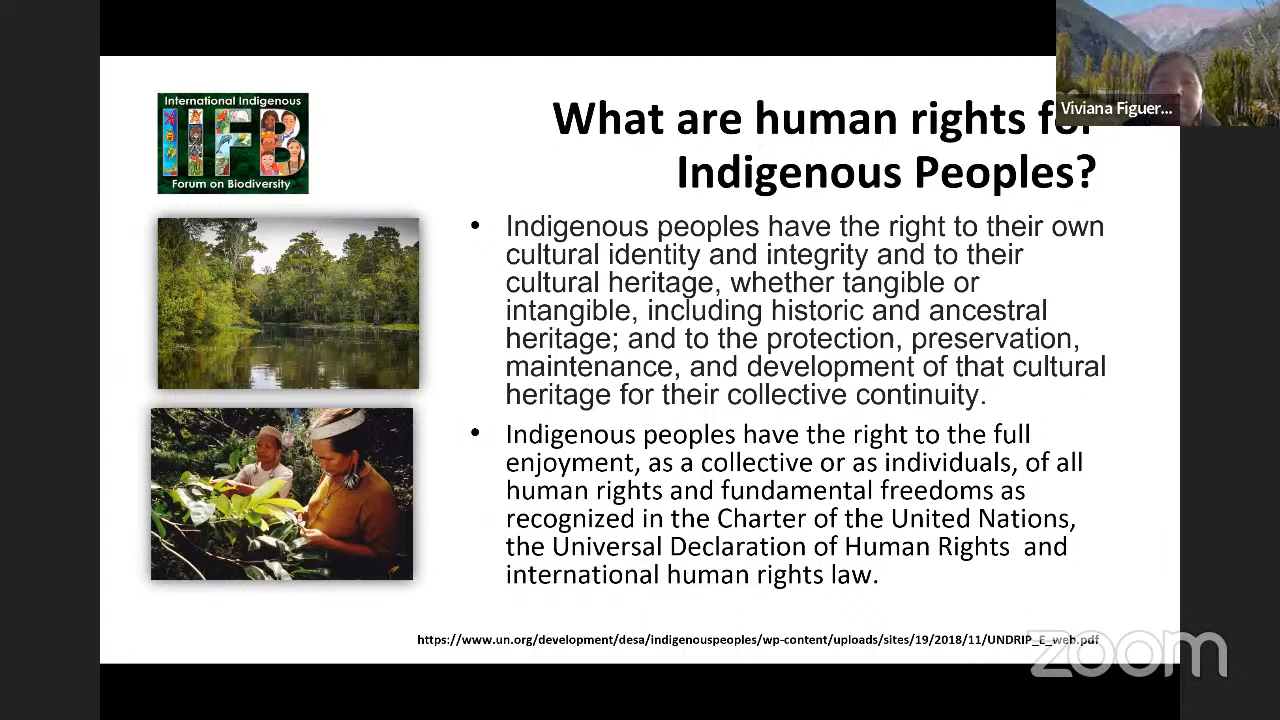 International Indigenous
IIFB
Forum on Biodiversity
Viviana Figuer...
What are human rights for
Indigenous Peoples?
• Indigenous peoples have the right to their own
cultural identity and integrity and to their
cultural heritage, whether tangible or
intangible, including historic and ancestral
heritage; and to the protection, preservation,
maintenance, and development of that cultural
heritage for their collective continuity.
• Indigenous peoples have the right to the full
enjoyment, as a collective or as individuals, of all
human rights and fundamental freedoms as
recognized in the Charter of the United Nations,
the Universal Declaration of Human Rights  and
international human rights law.
https://www.un.org/development/desa/indigenouspeoples/wp-content/uploads/sites/19/2018/11/UNDRIP_E_web.pdf
zoom